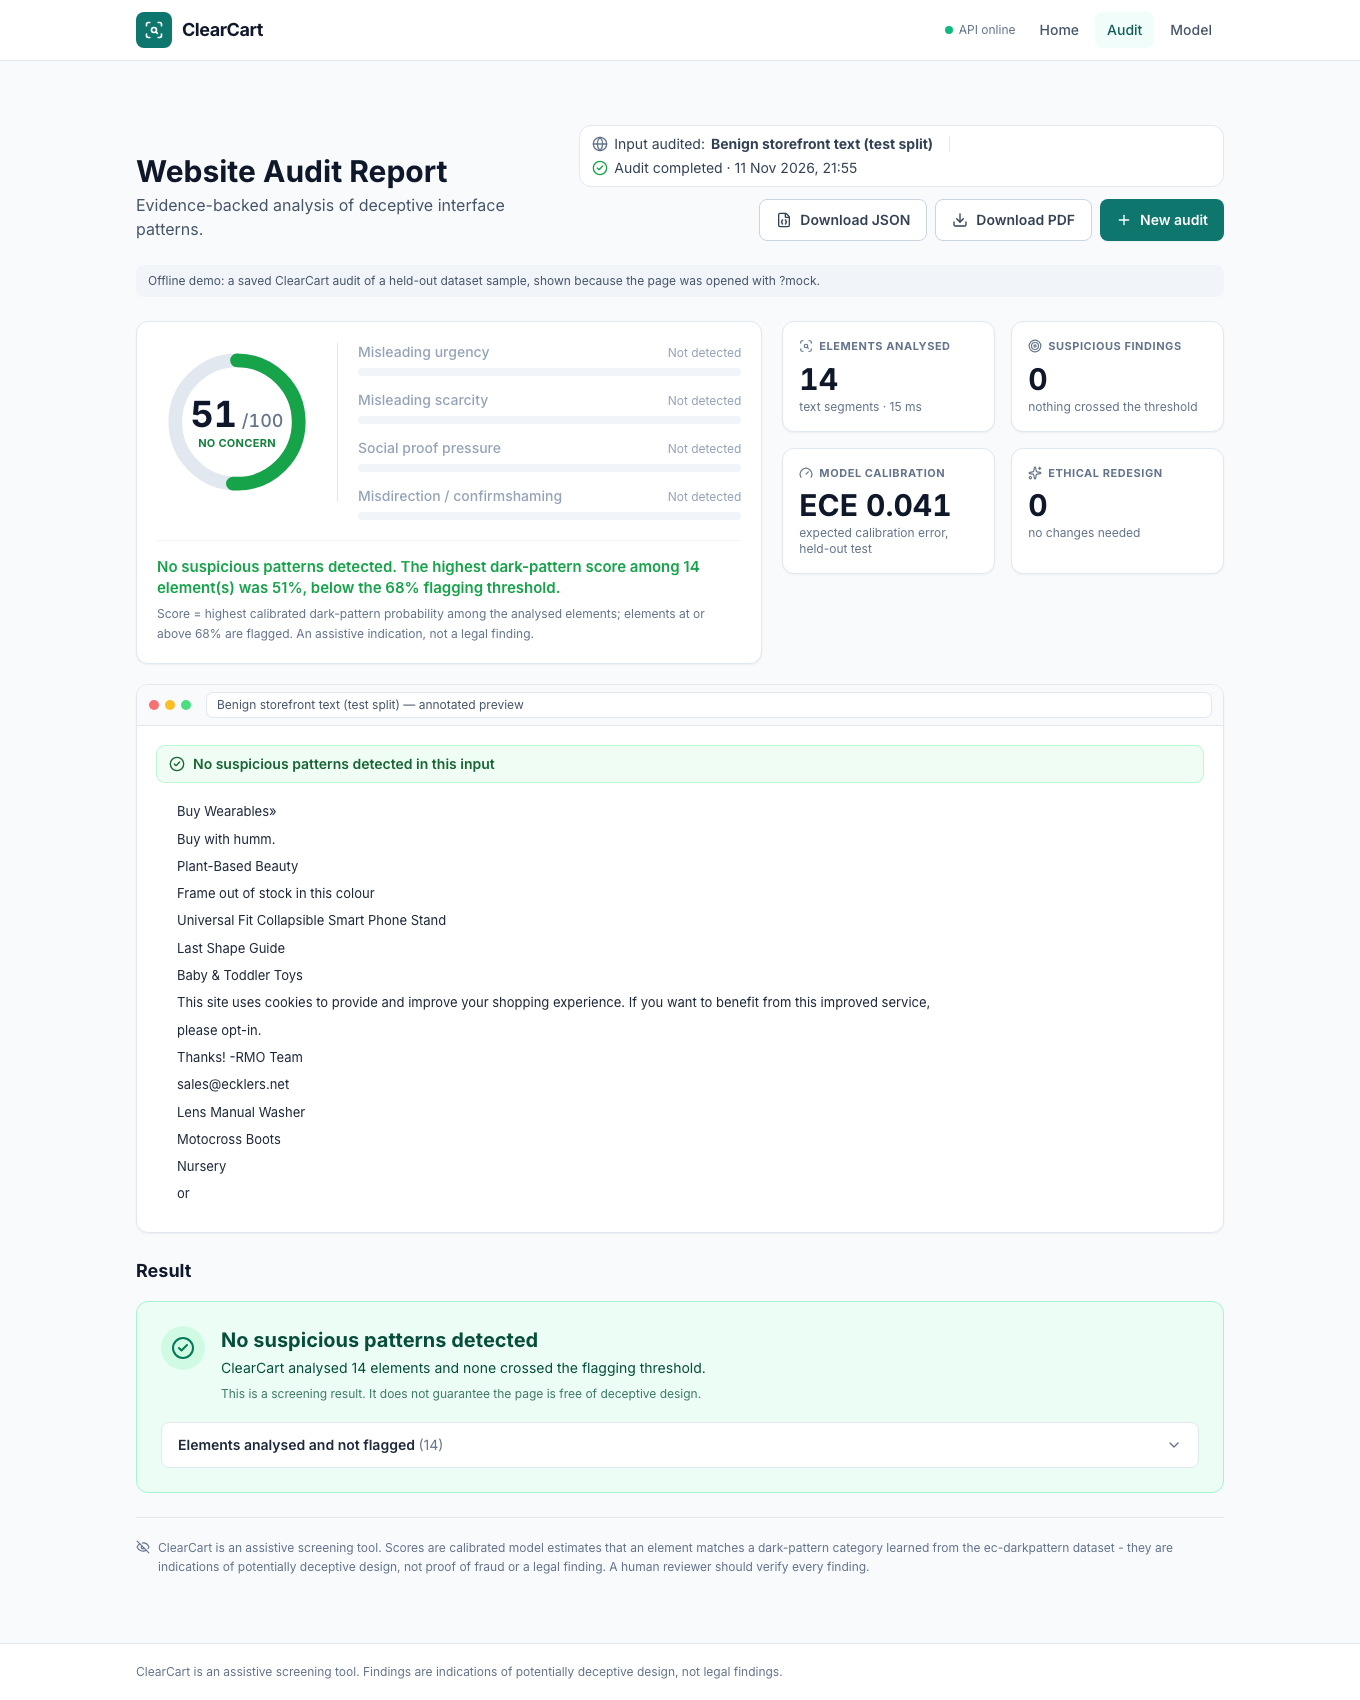 ClearCart
API online
Home
Audit
Model
Website Audit Report
Evidence-backed analysis of deceptive interface
patterns.
Input audited: Benign storefront text (test split)
Audit completed · 11 Nov 2026, 21:55
Download JSON
Download PDF
New audit
Offline demo: a saved ClearCart audit of a held-out dataset sample, shown because the page was opened with ?mock.
51 /100
NO CONCERN
Misleading urgency
Not detected
Misleading scarcity
Not detected
Social proof pressure
Not detected
Misdirection / confirmshaming
Not detected
No suspicious patterns detected. The highest dark-pattern score among 14
element(s) was 51%, below the 68% flagging threshold.
Score = highest calibrated dark-pattern probability among the analysed elements; elements at or
above 68% are flagged. An assistive indication, not a legal finding.
ELEMENTS ANALYSED
14
text segments · 15 ms
SUSPICIOUS FINDINGS
0
nothing crossed the threshold
MODEL CALIBRATION
ECE 0.041
expected calibration error,
held-out test
ETHICAL REDESIGN
0
no changes needed
Benign storefront text (test split) — annotated preview
No suspicious patterns detected in this input
Buy Wearables»
Buy with humm.
Plant-Based Beauty
Frame out of stock in this colour
Universal Fit Collapsible Smart Phone Stand
Last Shape Guide
Baby & Toddler Toys
This site uses cookies to provide and improve your shopping experience. If you want to benefit from this improved service,
please opt-in.
Thanks! -RMO Team
sales@ecklers.net
Lens Manual Washer
Motocross Boots
Nursery
or
Result
No suspicious patterns detected
ClearCart analysed 14 elements and none crossed the flagging threshold.
This is a screening result. It does not guarantee the page is free of deceptive design.
Elements analysed and not flagged (14)
ClearCart is an assistive screening tool. Scores are calibrated model estimates that an element matches a dark-pattern category learned from the ec-darkpattern dataset - they are
indications of potentially deceptive design, not proof of fraud or a legal finding. A human reviewer should verify every finding.
ClearCart is an assistive screening tool. Findings are indications of potentially deceptive design, not legal findings.